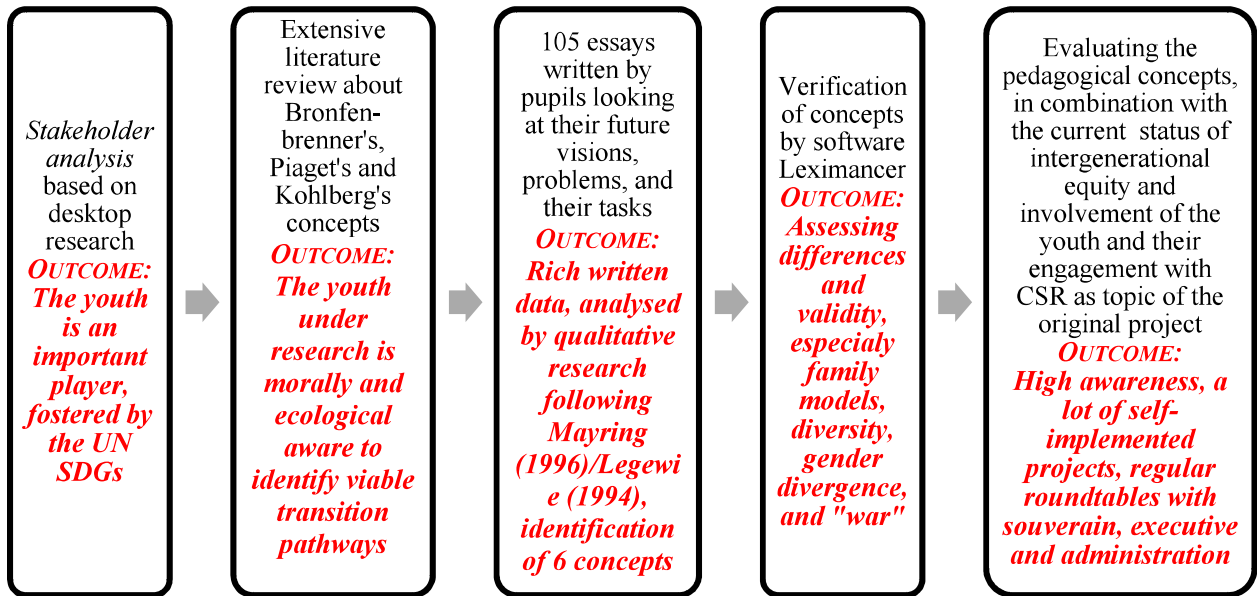 Stakeholder
analysis
based on
desktop
research
OUTCOME:
The youth
is an
important
player,
fostered by
the UN
SDGs
Extensive
literature
review about
Bronfen-
brenner's,
Piaget's and
Kohlberg's
concepts
OUTCOME:
The youth
under
research is
morally and
ecological
aware to
identify viable
transition
pathways
105 essays
written by
pupils looking
at their future
visions,
problems, and
their tasks
OUTCOME:
Rich written
data, analysed
by qualitative
research
following
Mayring
(1996)/Legewi
e (1994),
identification
of 6 concepts
Verification
of concepts
by software
Leximancer
OUTCOME:
Assessing
differences
and
validity,
especialy
family
models,
diversity,
gender
divergence,
and "war"
Evaluating the
pedagogical concepts,
in combination with
the current status of
intergenerational
equity and
involvement of the
youth and their
engagement with
CSR as topic of the
original project
OUTCOME:
High awareness, a
lot of self-
implemented
projects, regular
roundtables with
souverain, executive
and administration